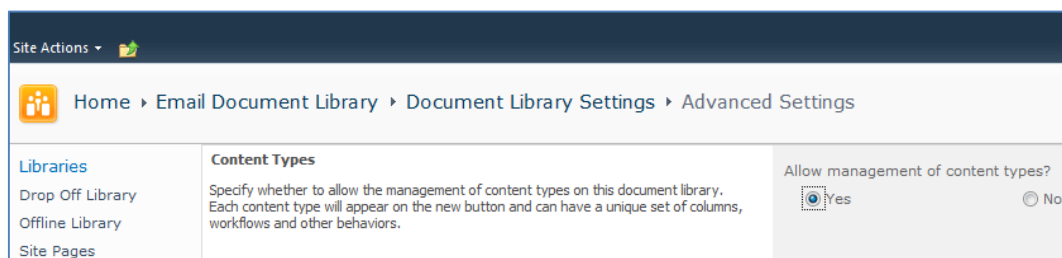 Site Actions
Home ▸ Email Document Library ▸ Document Library Settings ▸ Advanced Settings
Libraries
Drop Off Library
Offline Library
Site Pages
Content Types
Specify whether to allow the management of content types on this document library.
Each content type will appear on the new button and can have a unique set of columns,
workflows and other behaviors.
Allow management of content types?
Yes No